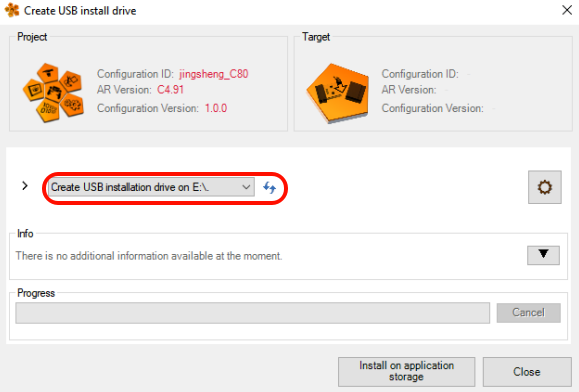 Create USB install drive
Project
Configuration ID: jingsheng_C80
AR Version: C4.91
Configuration Version: 1.0.0
Target
Configuration ID: -
AR Version: -
Configuration Version: -
Create USB installation drive on E:\.
Info
There is no additional information available at the moment.
Progress
Cancel
Install on application
storage
Close